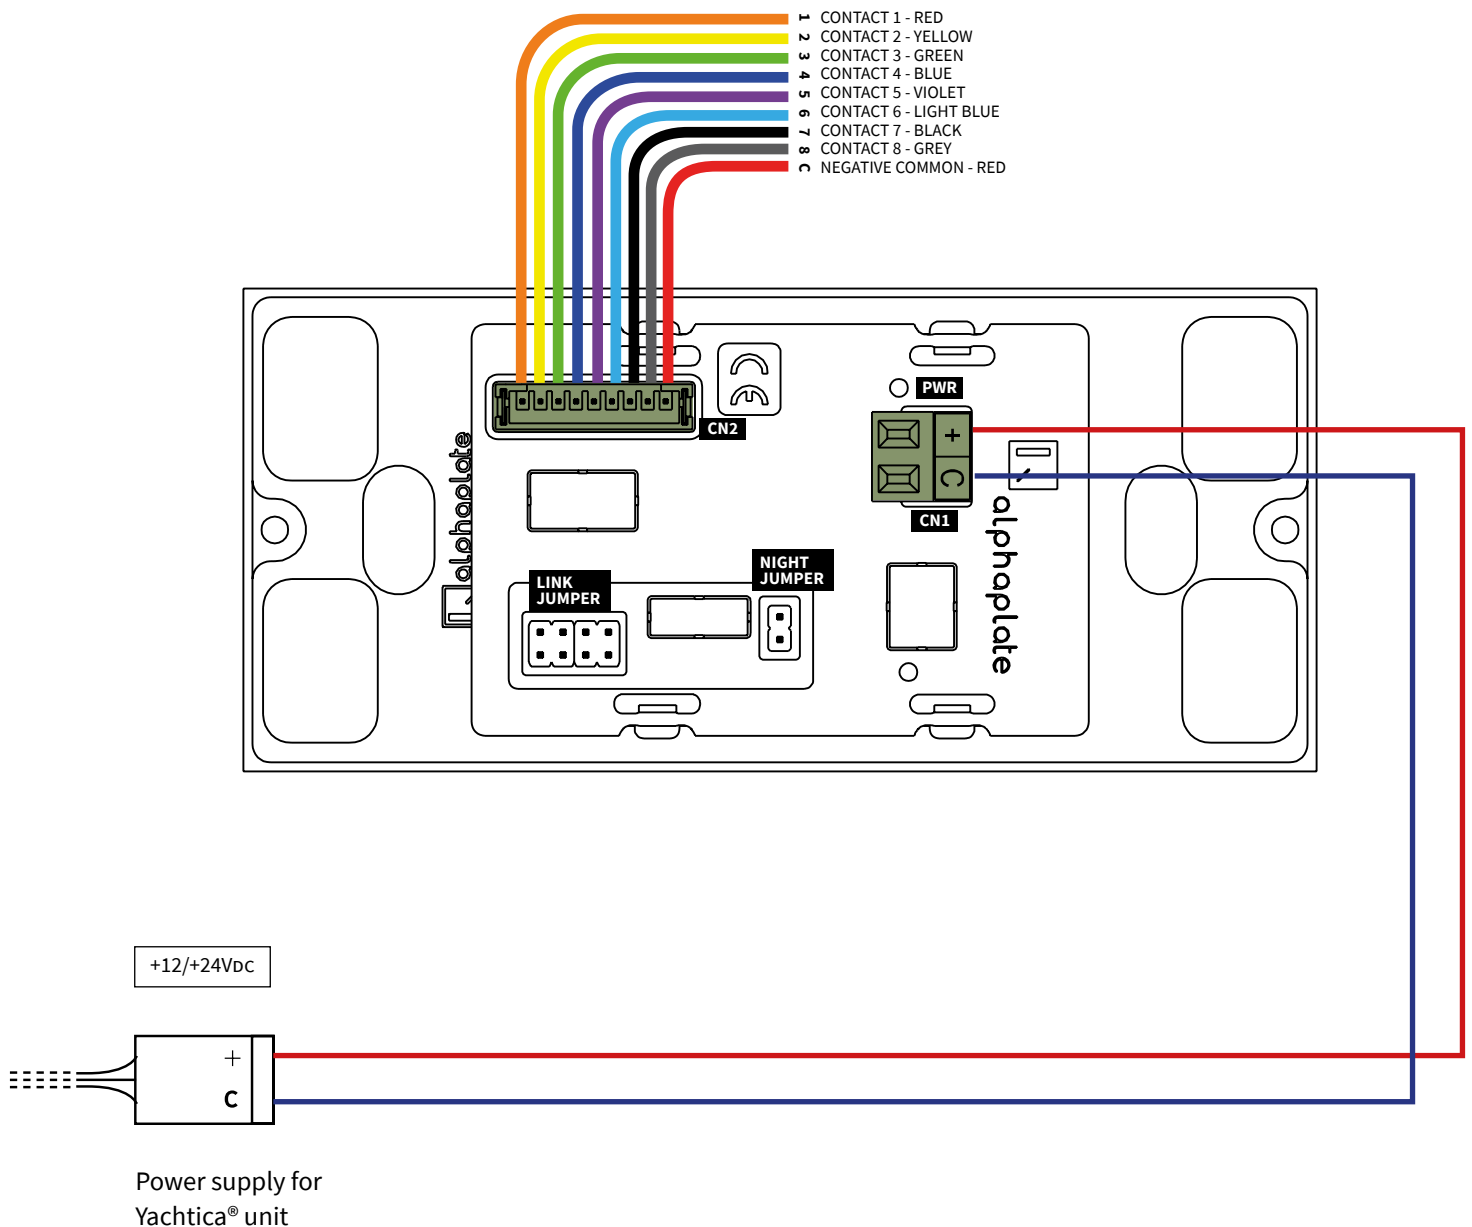 1 CONTACT 1 - RED
2 CONTACT 2 - YELLOW
3 CONTACT 3 - GREEN
4 CONTACT 4 - BLUE
5 CONTACT 5 - VIOLET
6 CONTACT 6 - LIGHT BLUE
7 CONTACT 7 - BLACK
8 CONTACT 8 - GREY
C NEGATIVE COMMON - RED
CE
PWR
CN2
+
C
CN1
alphaplate
alphaplate
NIGHT
JUMPER
LINK
JUMPER
+12/+24VDC
+
C
Power supply for
Yachtica® unit